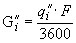 G″ᵢ = q″ᵢ · F / 3600